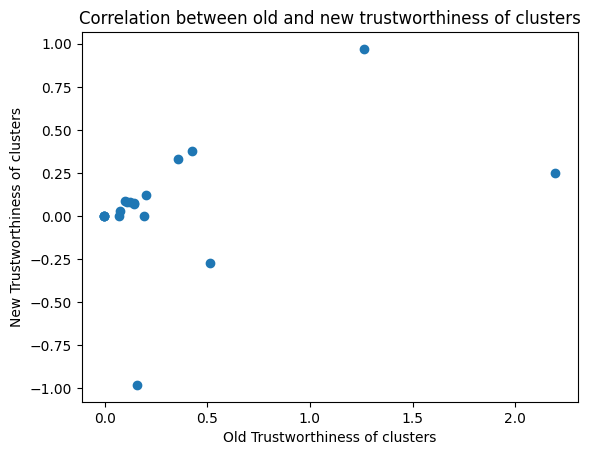 Correlation between old and new trustworthiness of clusters
1.00
0.75
0.50
0.25
0.00
−0.25
−0.50
−0.75
−1.00
New Trustworthiness of clusters
0.0 0.5 1.0 1.5 2.0
Old Trustworthiness of clusters